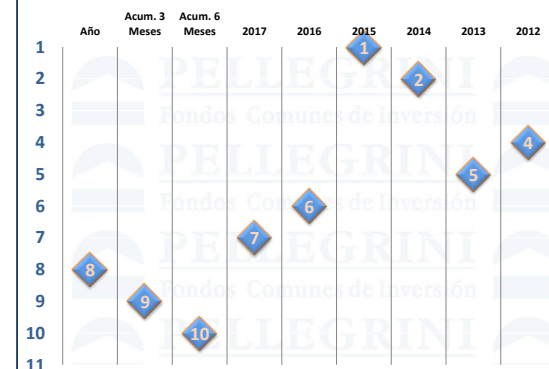 Año Acum. 3 Meses Acum. 6 Meses 2017 2016 2015 2014 2013 2012
1 1
2 2
3
4 4
5 5
6 6
7 7
8 8
9 9
10 10
11
PELLEGRINI
Fondos Comunes de Inversión
PELLEGRINI
Fondos Comunes de Inversión
PELLEGRINI
Fondos Comunes de Inversión
PELLEGRINI